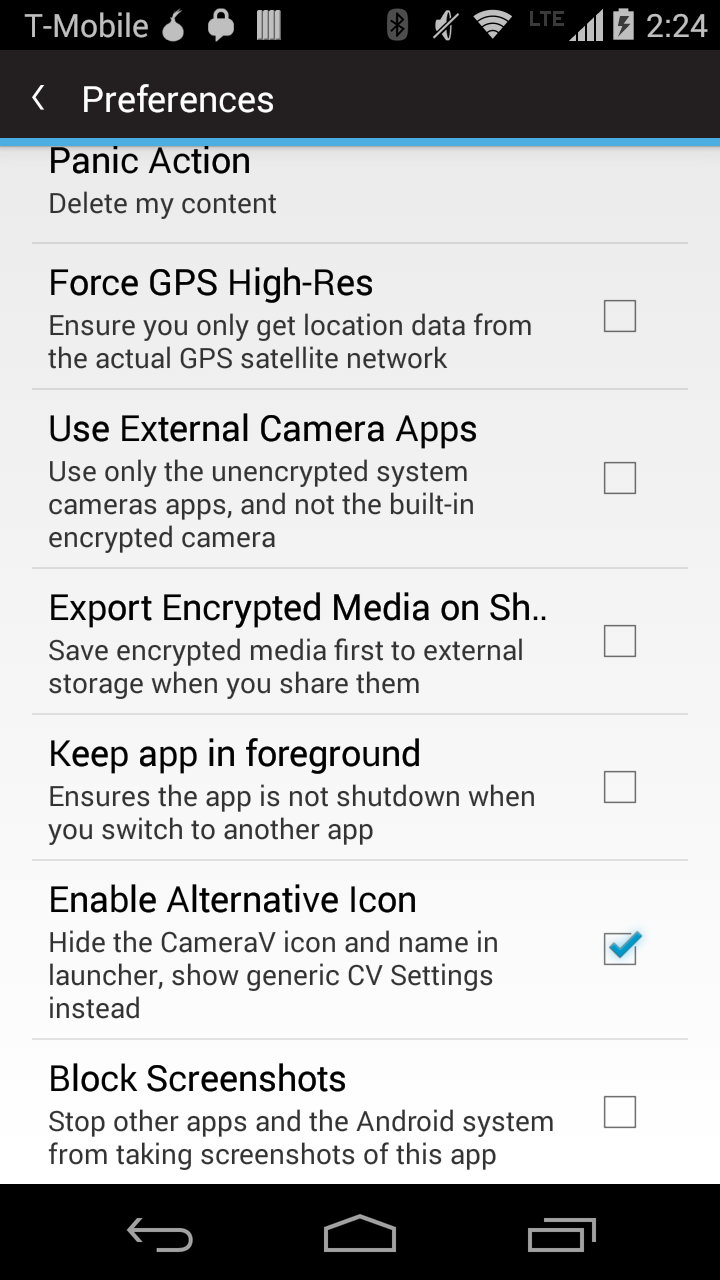 T-Mobile LTE 2:24
Preferences
Panic Action
Delete my content
Force GPS High-Res
Ensure you only get location data from
the actual GPS satellite network
Use External Camera Apps
Use only the unencrypted system
cameras apps, and not the built-in
encrypted camera
Export Encrypted Media on Sh..
Save encrypted media first to external
storage when you share them
Keep app in foreground
Ensures the app is not shutdown when
you switch to another app
Enable Alternative Icon
Hide the CameraV icon and name in
launcher, show generic CV Settings
instead
Block Screenshots
Stop other apps and the Android system
from taking screenshots of this app